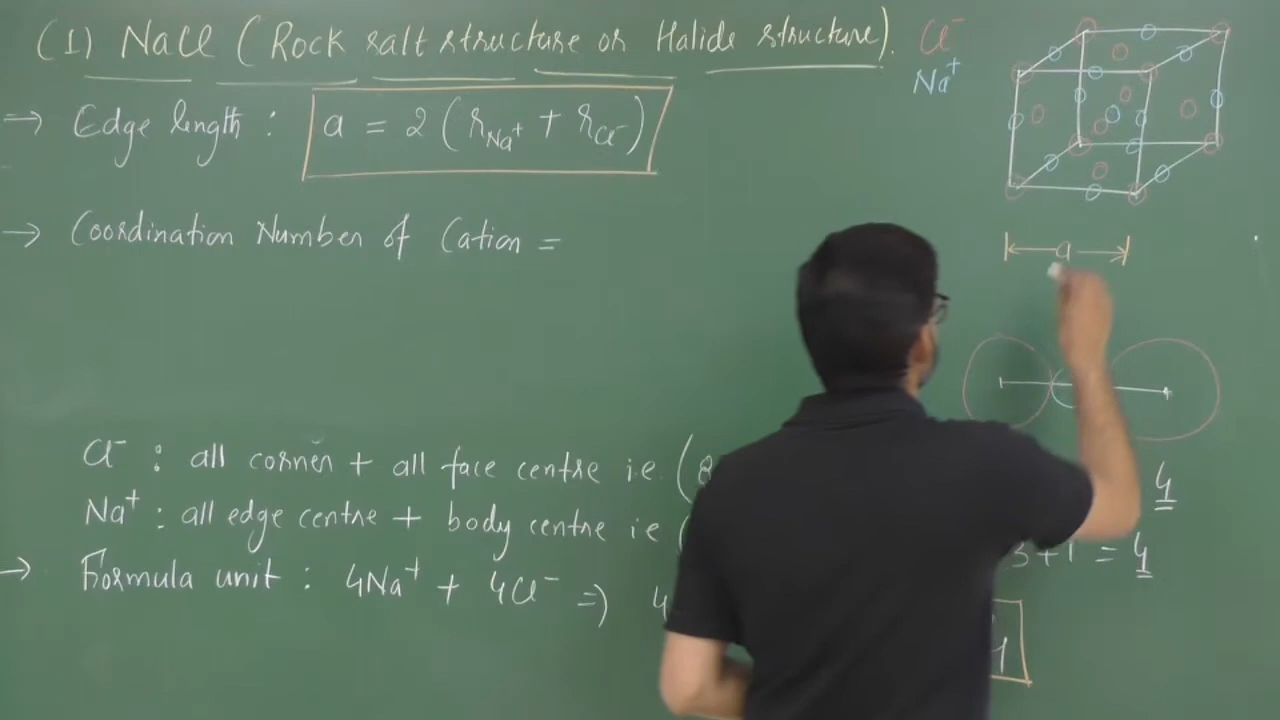 (1) NaCl (Rock salt structure or Halide structure).
Cl⁻
Na⁺
→ Edge length : a = 2 (r_Na⁺ + r_Cl⁻)
→ Coordination Number of Cation =
a
Cl⁻ : all corner + all face centre i.e. (8
4
Na⁺ : all edge centre + body centre ie (
3 + 1 = 4
→ Formula unit : 4Na⁺ + 4Cl⁻ ⇒ 4
1